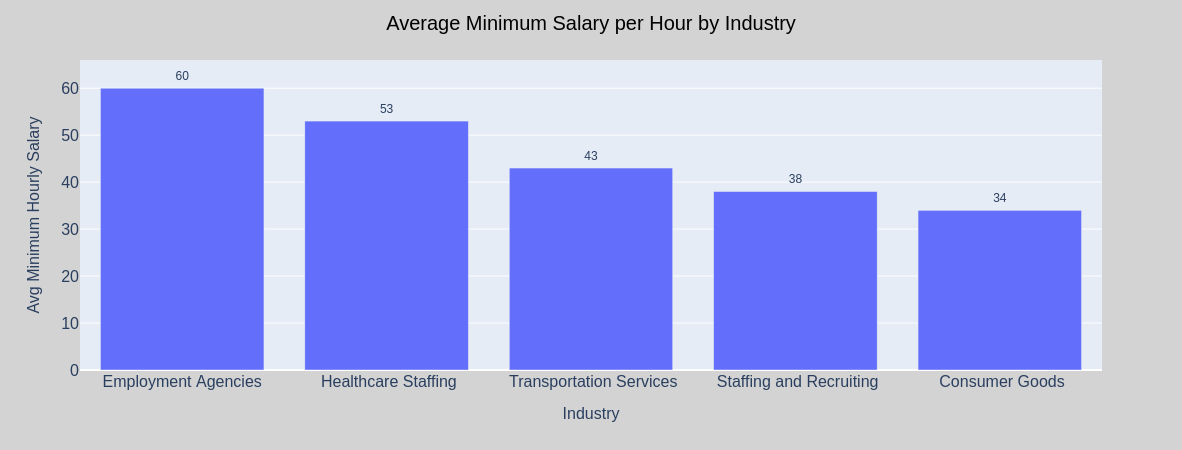 Average Minimum Salary per Hour by Industry
Avg Minimum Hourly Salary
60
50
40
30
20
10
0
60
53
43
38
34
Employment Agencies
Healthcare Staffing
Transportation Services
Staffing and Recruiting
Consumer Goods
Industry